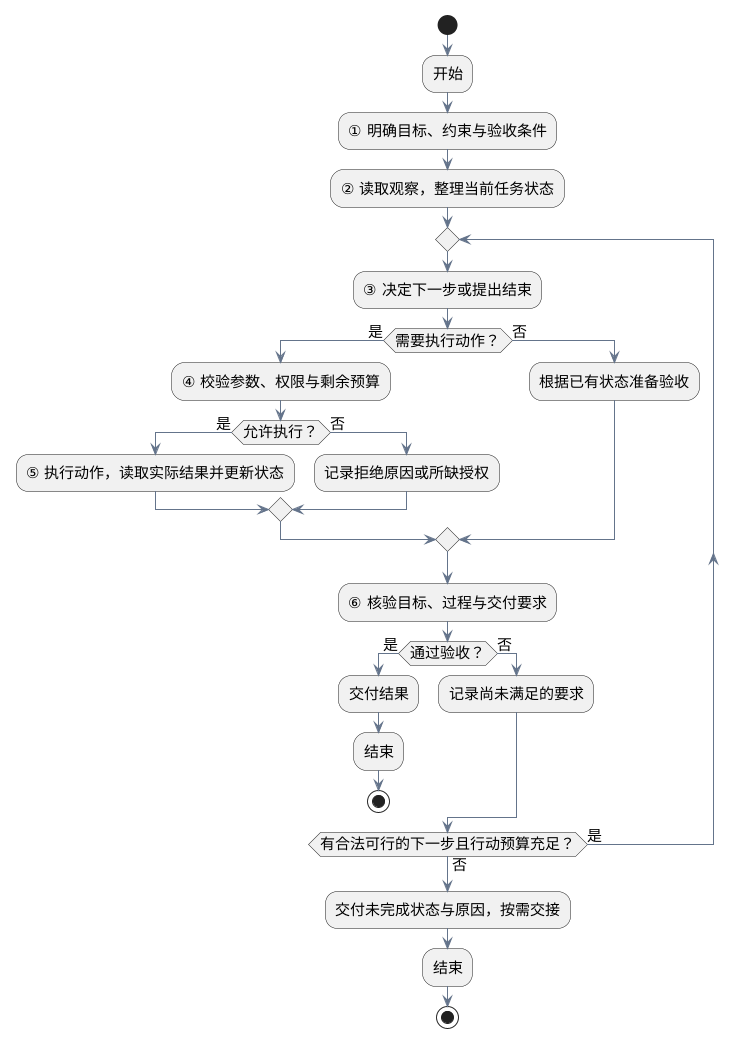 开始
① 明确目标、约束与验收条件
② 读取观察，整理当前任务状态
③ 决定下一步或提出结束
是
需要执行动作？
否
④ 校验参数、权限与剩余预算
根据已有状态准备验收
是
允许执行？
否
⑤ 执行动作，读取实际结果并更新状态
记录拒绝原因或所缺授权
⑥ 核验目标、过程与交付要求
是
通过验收？
否
交付结果
记录尚未满足的要求
结束
有合法可行的下一步且行动预算充足？
是
否
交付未完成状态与原因，按需交接
结束